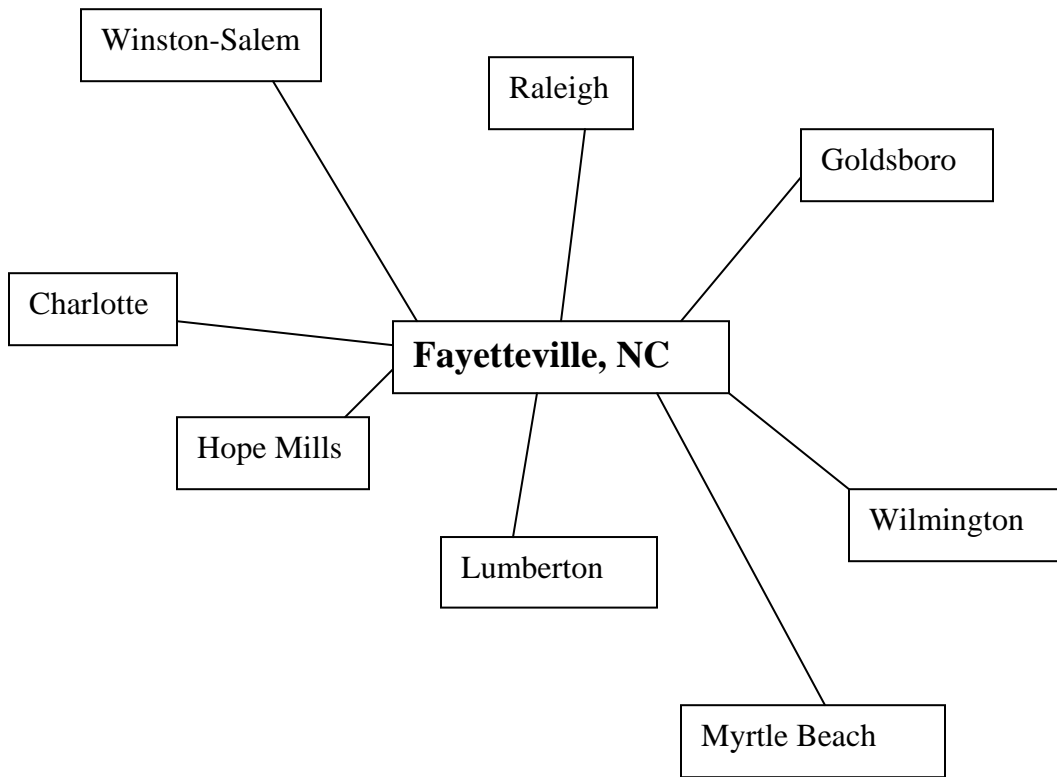 Winston-Salem
Raleigh
Goldsboro
Charlotte
Fayetteville, NC
Hope Mills
Wilmington
Lumberton
Myrtle Beach